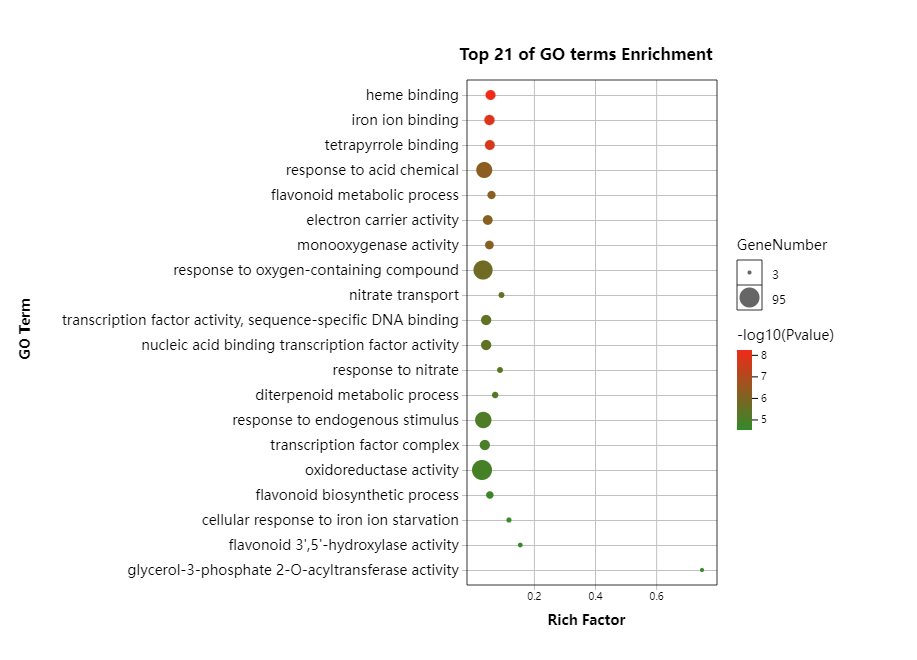 Top 21 of GO terms Enrichment
heme binding
iron ion binding
tetrapyrrole binding
response to acid chemical
flavonoid metabolic process
electron carrier activity
monooxygenase activity
response to oxygen-containing compound
nitrate transport
transcription factor activity, sequence-specific DNA binding
nucleic acid binding transcription factor activity
response to nitrate
diterpenoid metabolic process
response to endogenous stimulus
transcription factor complex
oxidoreductase activity
flavonoid biosynthetic process
cellular response to iron ion starvation
flavonoid 3',5'-hydroxylase activity
glycerol-3-phosphate 2-O-acyltransferase activity
GO Term
0.2 0.4 0.6
Rich Factor
GeneNumber
3
95
-log10(Pvalue)
8
7
6
5